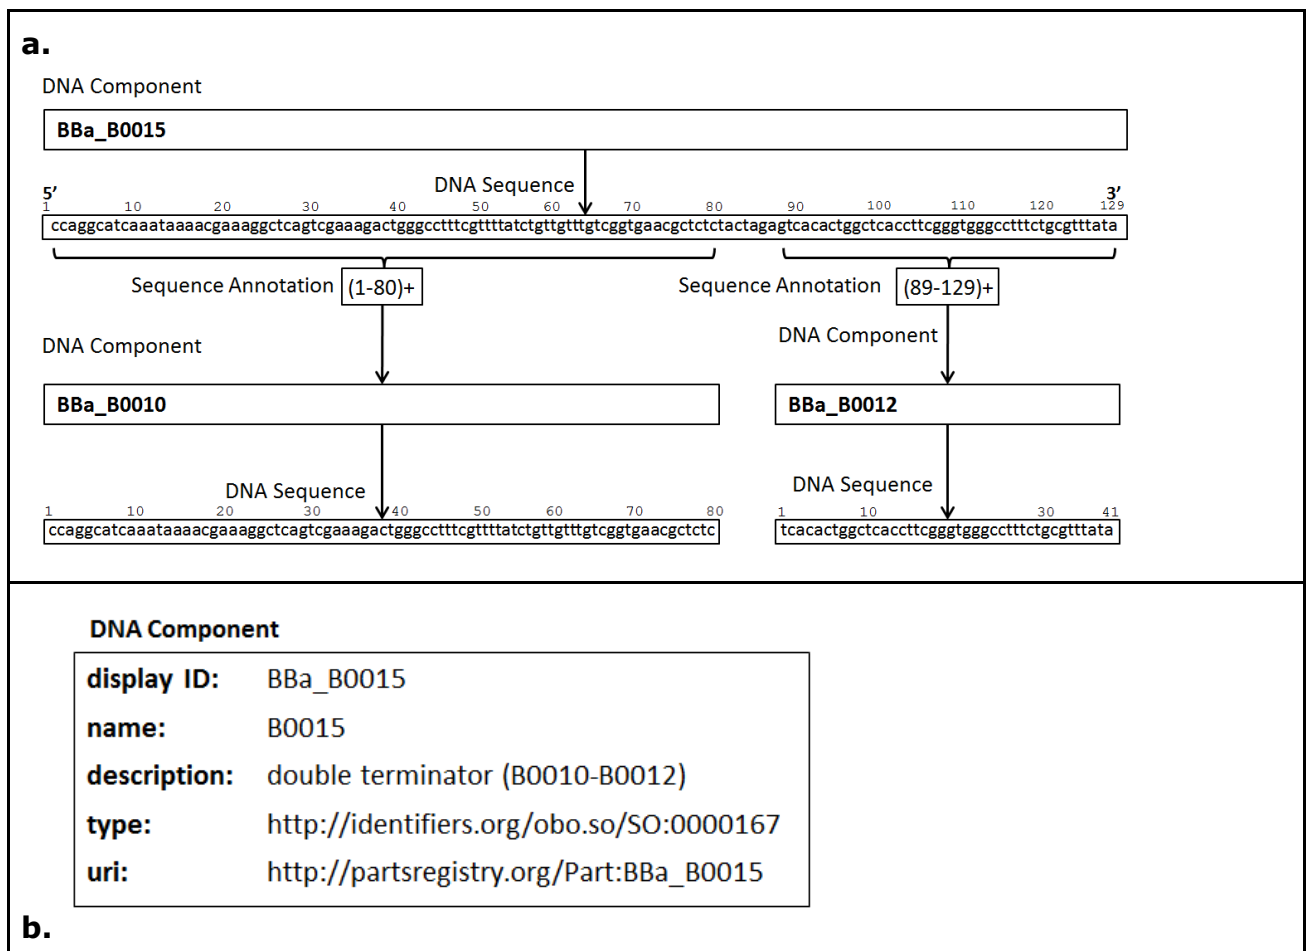 a.
DNA Component
BBa_B0015
DNA Sequence
5’ 3’
1 10 20 30 40 50 60 70 80 90 100 110 120 129
ccaggcatcaaataaaacgaaaggctcagtcgaaagactgggcctttcgttttatctgttgtttgtcggtgaacgctctctactagagtcacactggctcaccttcgggtgggcctttctgcgtttata
Sequence Annotation (1-80)+ Sequence Annotation (89-129)+
DNA Component DNA Component
BBa_B0010 BBa_B0012
DNA Sequence DNA Sequence
1 10 20 30 40 50 60 70 80 1 10 30 41
ccaggcatcaaataaaacgaaaggctcagtcgaaagactgggcctttcgttttatctgttgtttgtcggtgaacgctctc tcacactggctcaccttcgggtgggcctttctgcgtttata
DNA Component
display ID: BBa_B0015
name: B0015
description: double terminator (B0010-B0012)
type: http://identifiers.org/obo.so/SO:0000167
uri: http://partsregistry.org/Part:BBa_B0015
b.